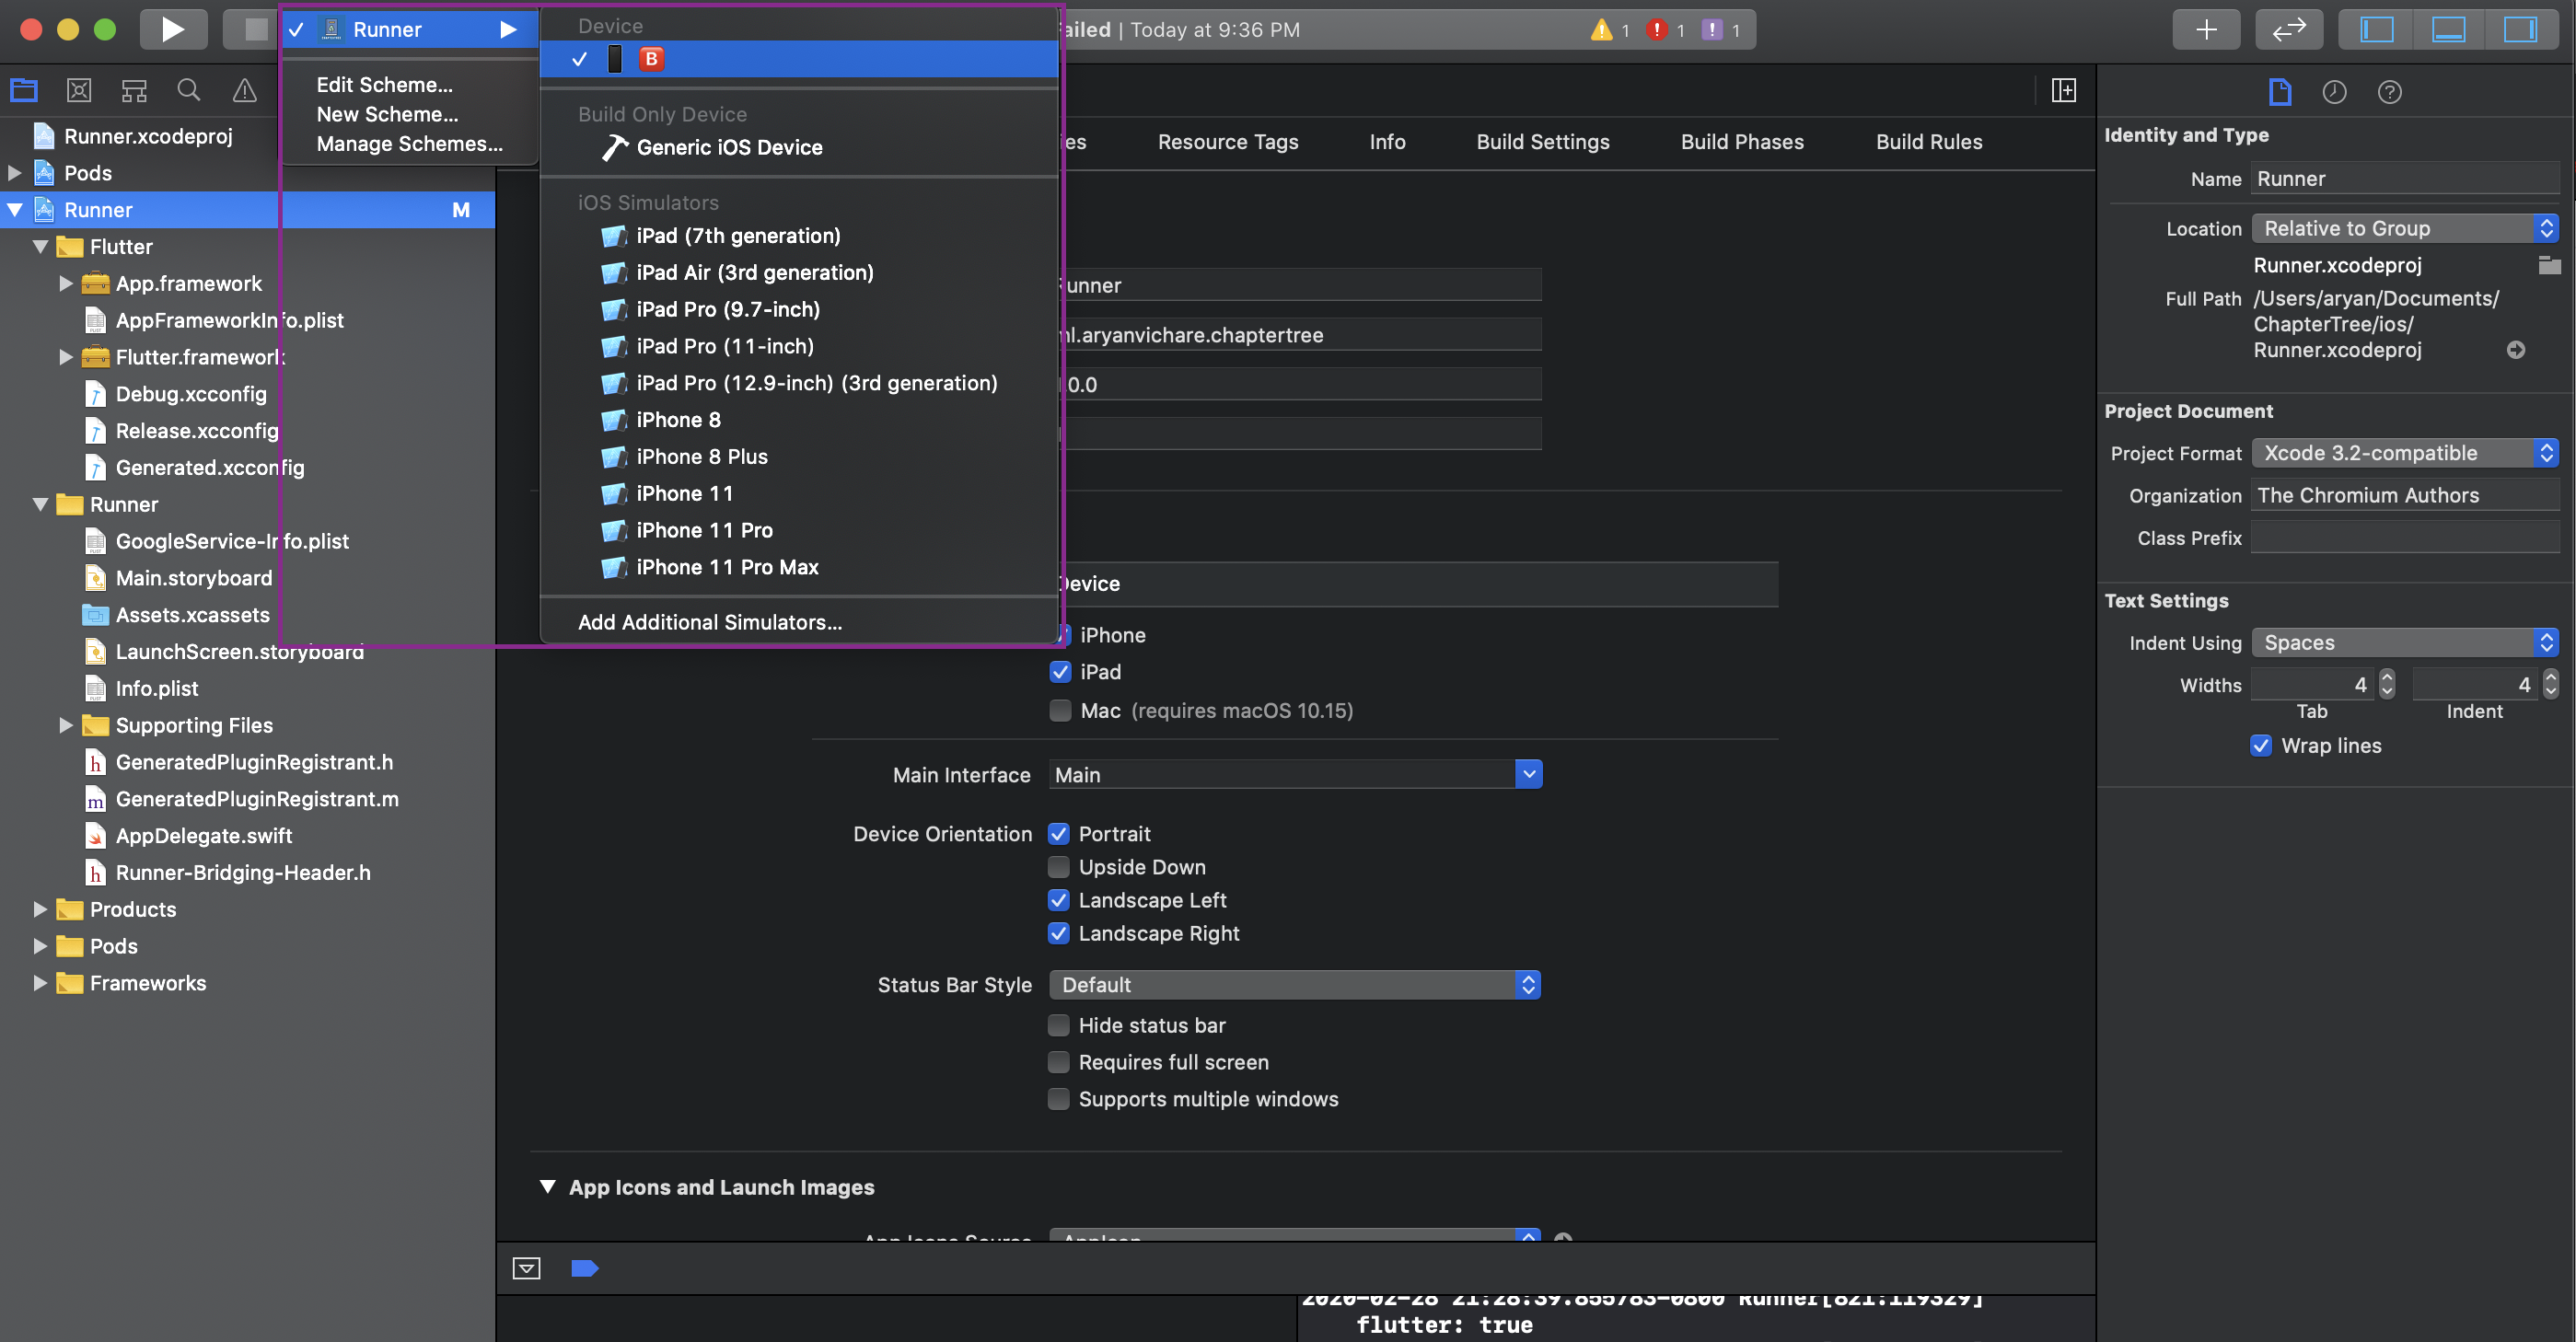 Runner
Edit Scheme...
New Scheme...
Manage Schemes...
Device
B
Build Only Device
Generic iOS Device
iOS Simulators
iPad (7th generation)
iPad Air (3rd generation)
iPad Pro (9.7-inch)
iPad Pro (11-inch)
iPad Pro (12.9-inch) (3rd generation)
iPhone 8
iPhone 8 Plus
iPhone 11
iPhone 11 Pro
iPhone 11 Pro Max
Add Additional Simulators...
ailed | Today at 9:36 PM
1
1
1
Runner.xcodeproj
Pods
Runner M
Flutter
App.framework
AppFrameworkInfo.plist
Flutter.framework
Debug.xcconfig
Release.xcconfig
Generated.xcconfig
Runner
GoogleService-Info.plist
Main.storyboard
Assets.xcassets
LaunchScreen.storyboard
Info.plist
Supporting Files
GeneratedPluginRegistrant.h
GeneratedPluginRegistrant.m
AppDelegate.swift
Runner-Bridging-Header.h
Products
Pods
Frameworks
ies Resource Tags Info Build Settings Build Phases Build Rules
unner
nl.aryanvichare.chaptertree
0.0
Device
iPhone
iPad
Mac (requires macOS 10.15)
Main Interface Main
Device Orientation Portrait
Upside Down
Landscape Left
Landscape Right
Status Bar Style Default
Hide status bar
Requires full screen
Supports multiple windows
App Icons and Launch Images
App Icons Source AppIcon
2020-02-28 21:28:39.855783-0800 Runner[821:119329]
flutter: true
Identity and Type
Name Runner
Location Relative to Group
Runner.xcodeproj
Full Path /Users/aryan/Documents/
ChapterTree/ios/
Runner.xcodeproj
Project Document
Project Format Xcode 3.2-compatible
Organization The Chromium Authors
Class Prefix
Text Settings
Indent Using Spaces
Widths 4 4
Tab Indent
Wrap lines